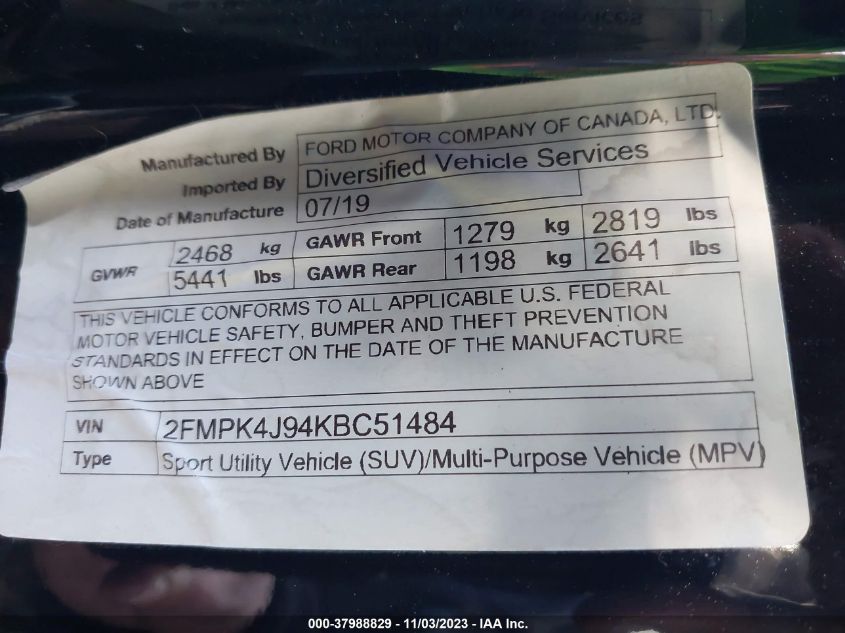 Manufactured By FORD MOTOR COMPANY OF CANADA, LTD.
Imported By Diversified Vehicle Services
Date of Manufacture 07/19
GVWR 2468 kg GAWR Front 1279 kg 2819 lbs
5441 lbs GAWR Rear 1198 kg 2641 lbs
THIS VEHICLE CONFORMS TO ALL APPLICABLE U.S. FEDERAL
MOTOR VEHICLE SAFETY, BUMPER AND THEFT PREVENTION
STANDARDS IN EFFECT ON THE DATE OF THE MANUFACTURE
SHOWN ABOVE
VIN 2FMPK4J94KBC51484
Type Sport Utility Vehicle (SUV)/Multi-Purpose Vehicle (MPV)
000-37988829 - 11/03/2023 - IAA Inc.